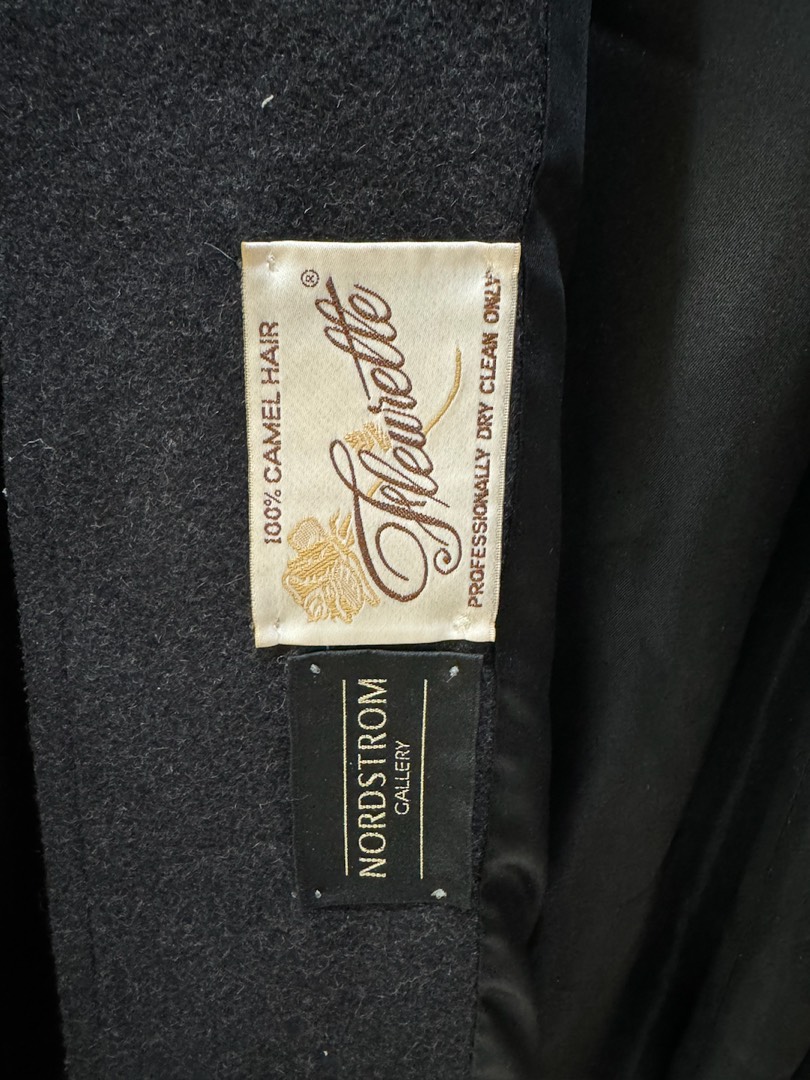 100% CAMEL HAIR
Fleurette®
PROFESSIONALLY DRY CLEAN ONLY
NORDSTROM
GALLERY